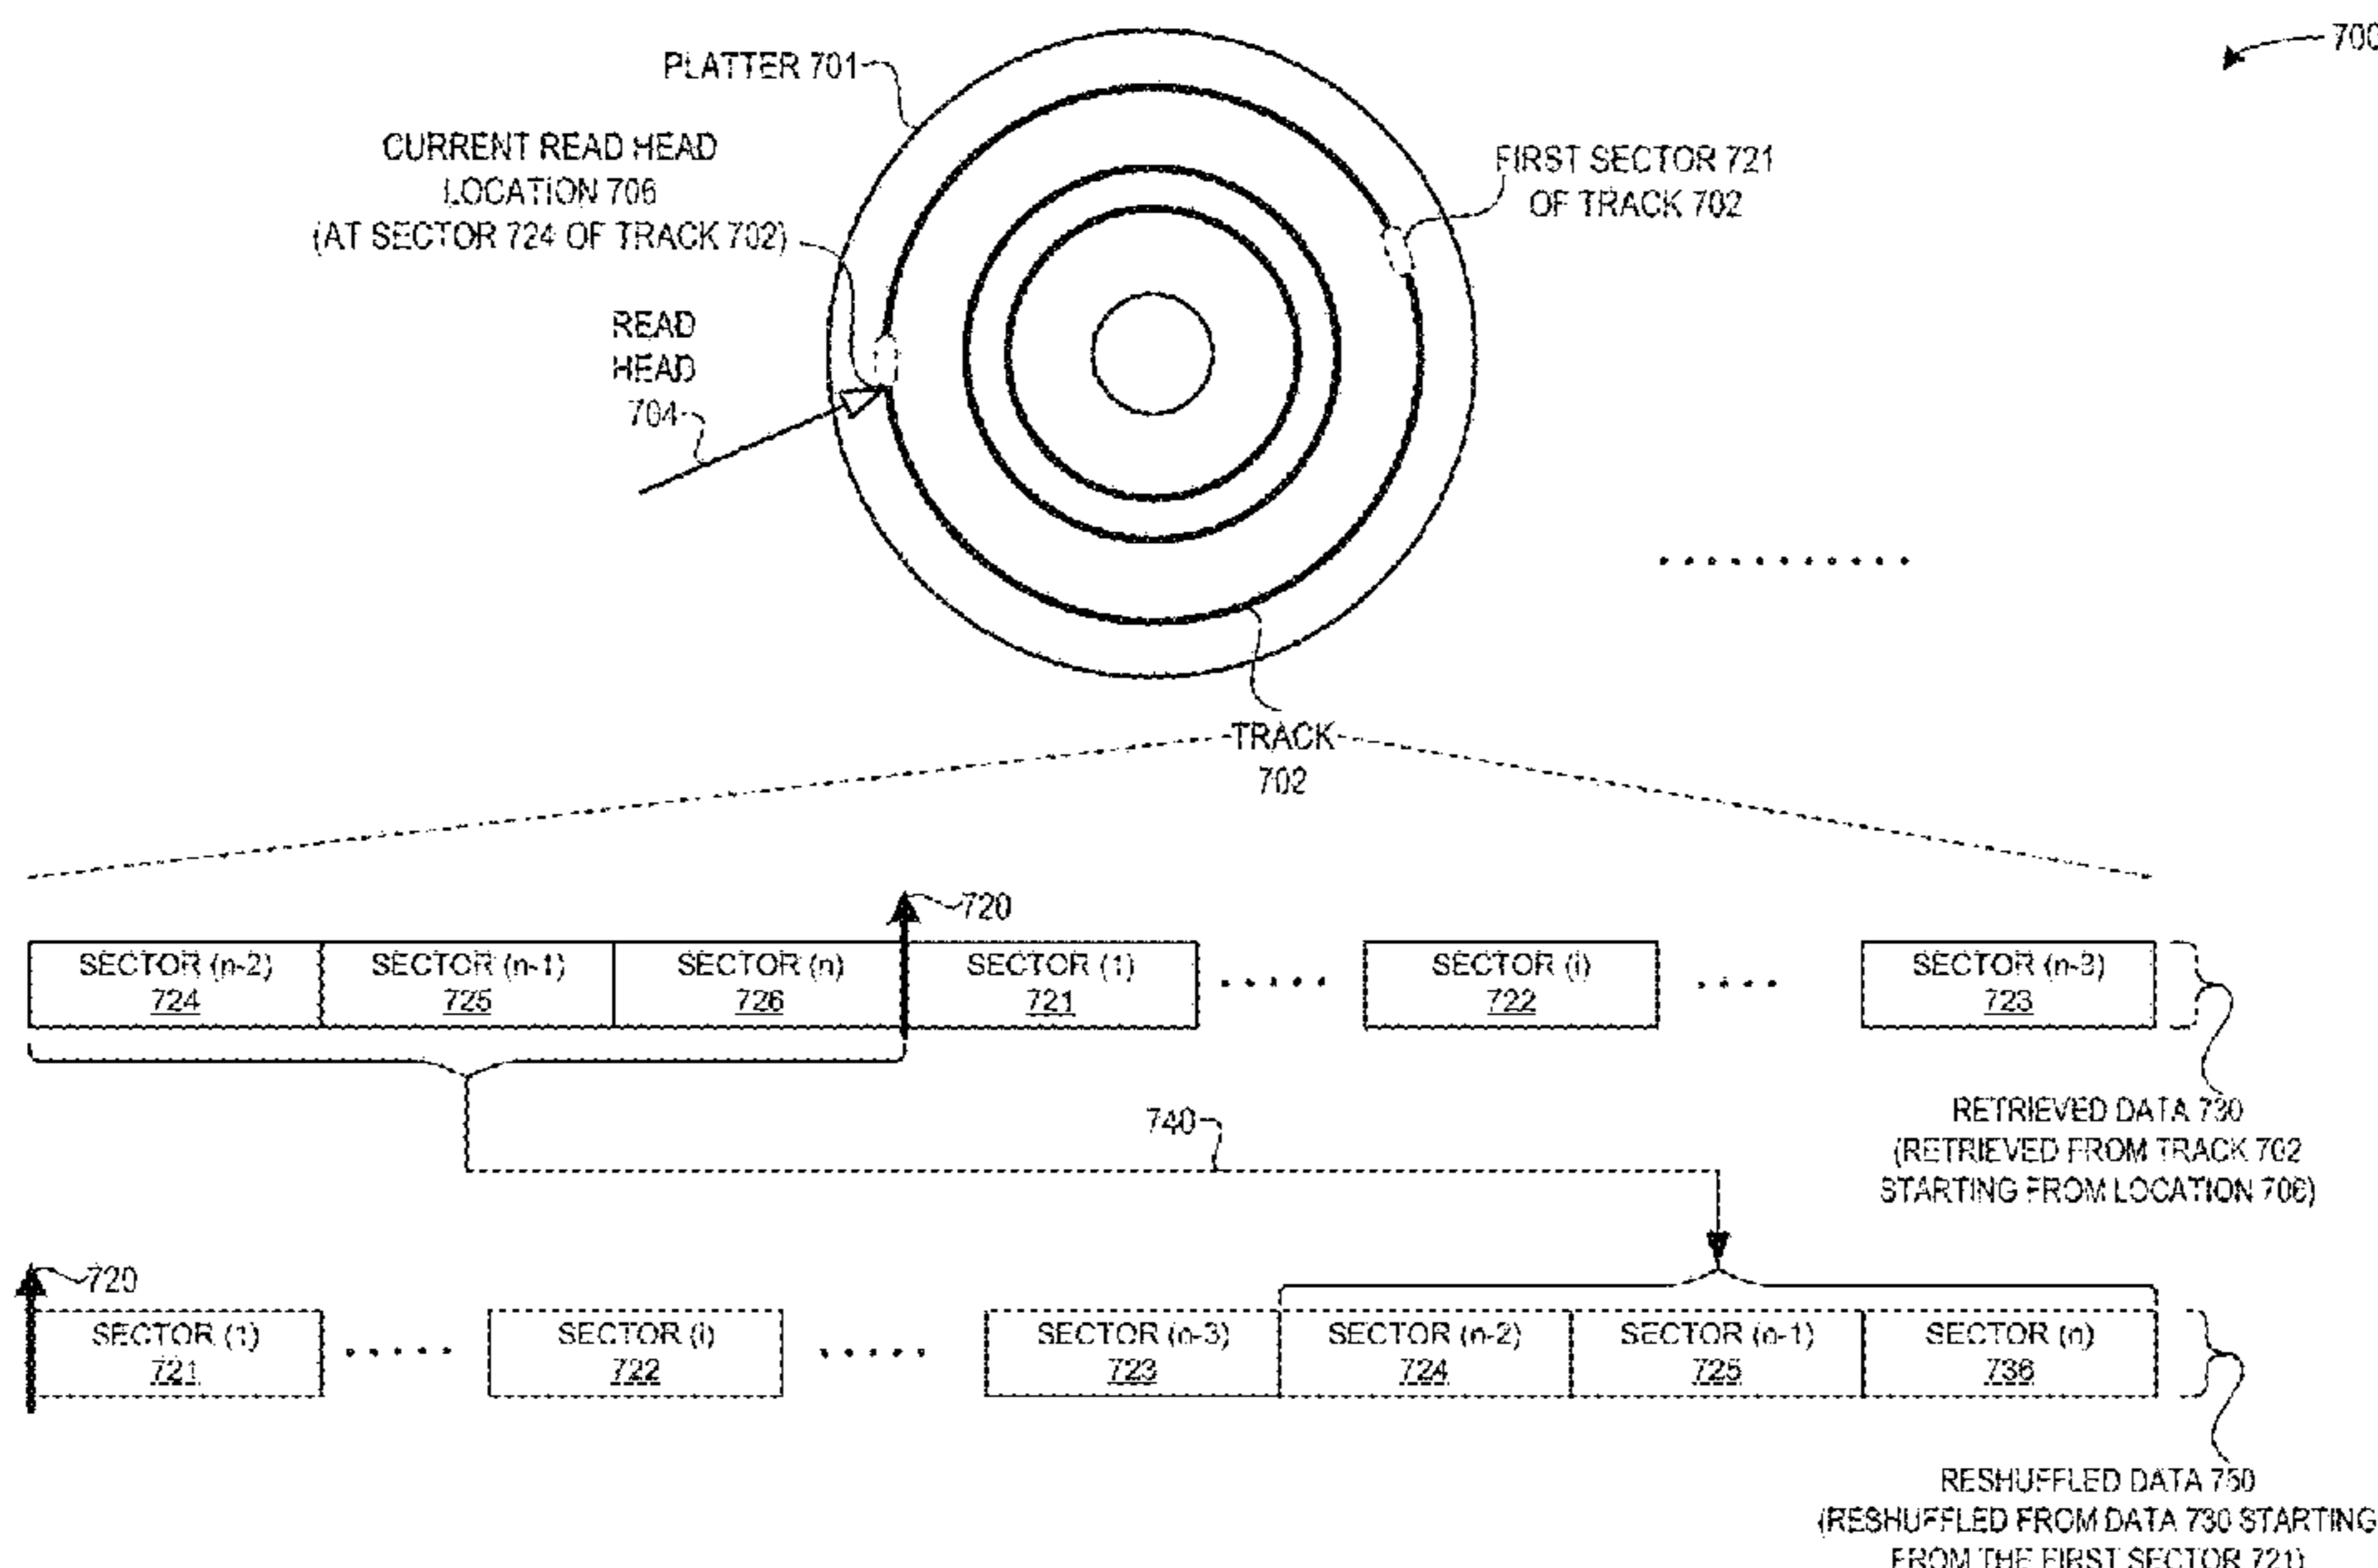 700
PLATTER 701
CURRENT READ HEAD
LOCATION 706
(AT SECTOR 724 OF TRACK 702)
FIRST SECTOR 721
OF TRACK 702
READ
HEAD
704
TRACK
702
720
SECTOR (n-2)
724
SECTOR (n-1)
725
SECTOR (n)
726
SECTOR (1)
721
SECTOR (i)
722
SECTOR (n-3)
723
RETRIEVED DATA 730
(RETRIEVED FROM TRACK 702
STARTING FROM LOCATION 706)
740
720
SECTOR (1)
721
SECTOR (i)
722
SECTOR (n-3)
723
SECTOR (n-2)
724
SECTOR (n-1)
725
SECTOR (n)
736
RESHUFFLED DATA 750
(RESHUFFLED FROM DATA 730 STARTING
FROM THE FIRST SECTOR 721)